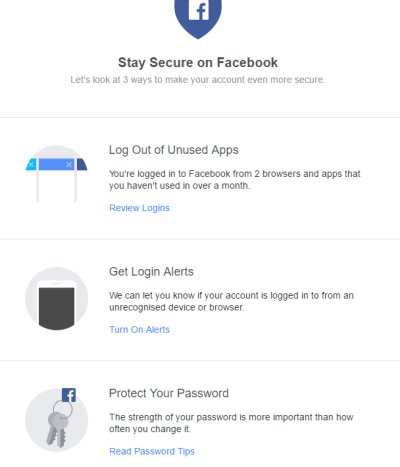 Stay Secure on Facebook
Let's look at 3 ways to make your account even more secure.
Log Out of Unused Apps
You're logged in to Facebook from 2 browsers and apps that
you haven't used in over a month.
Review Logins
Get Login Alerts
We can let you know if your account is logged in to from an
unrecognised device or browser.
Turn On Alerts
Protect Your Password
The strength of your password is more important than how
often you change it.
Read Password Tips